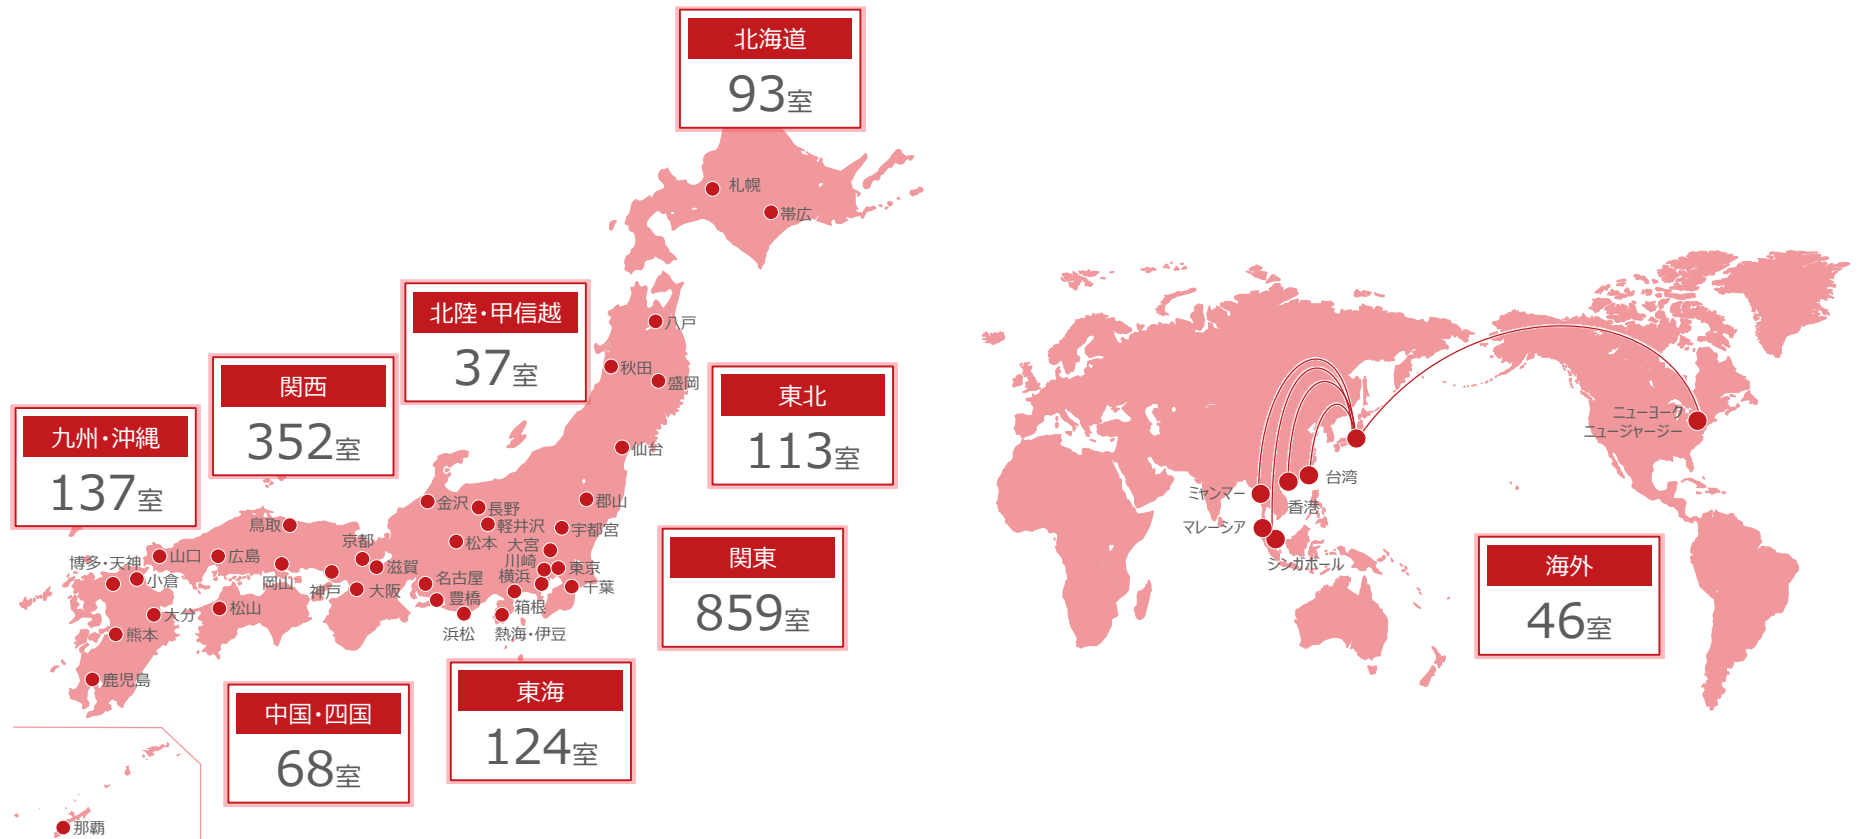 北海道
93室
札幌
帯広
北陸・甲信越
37室
八戸
秋田
盛岡
関西
352室
東北
113室
九州・沖縄
137室
仙台
金沢
長野
郡山
鳥取
軽井沢
宇都宮
京都
松本
大宮
関東
859室
博多・天神
山口
広島
滋賀
川崎
東京
小倉
岡山
神戸
大阪
名古屋
横浜
千葉
豊橋
箱根
大分
松山
浜松
熱海・伊豆
熊本
鹿児島
中国・四国
68室
東海
124室
那覇
ニューヨーク
ニュージャージー
台湾
ミャンマー
香港
マレーシア
シンガポール
海外
46室